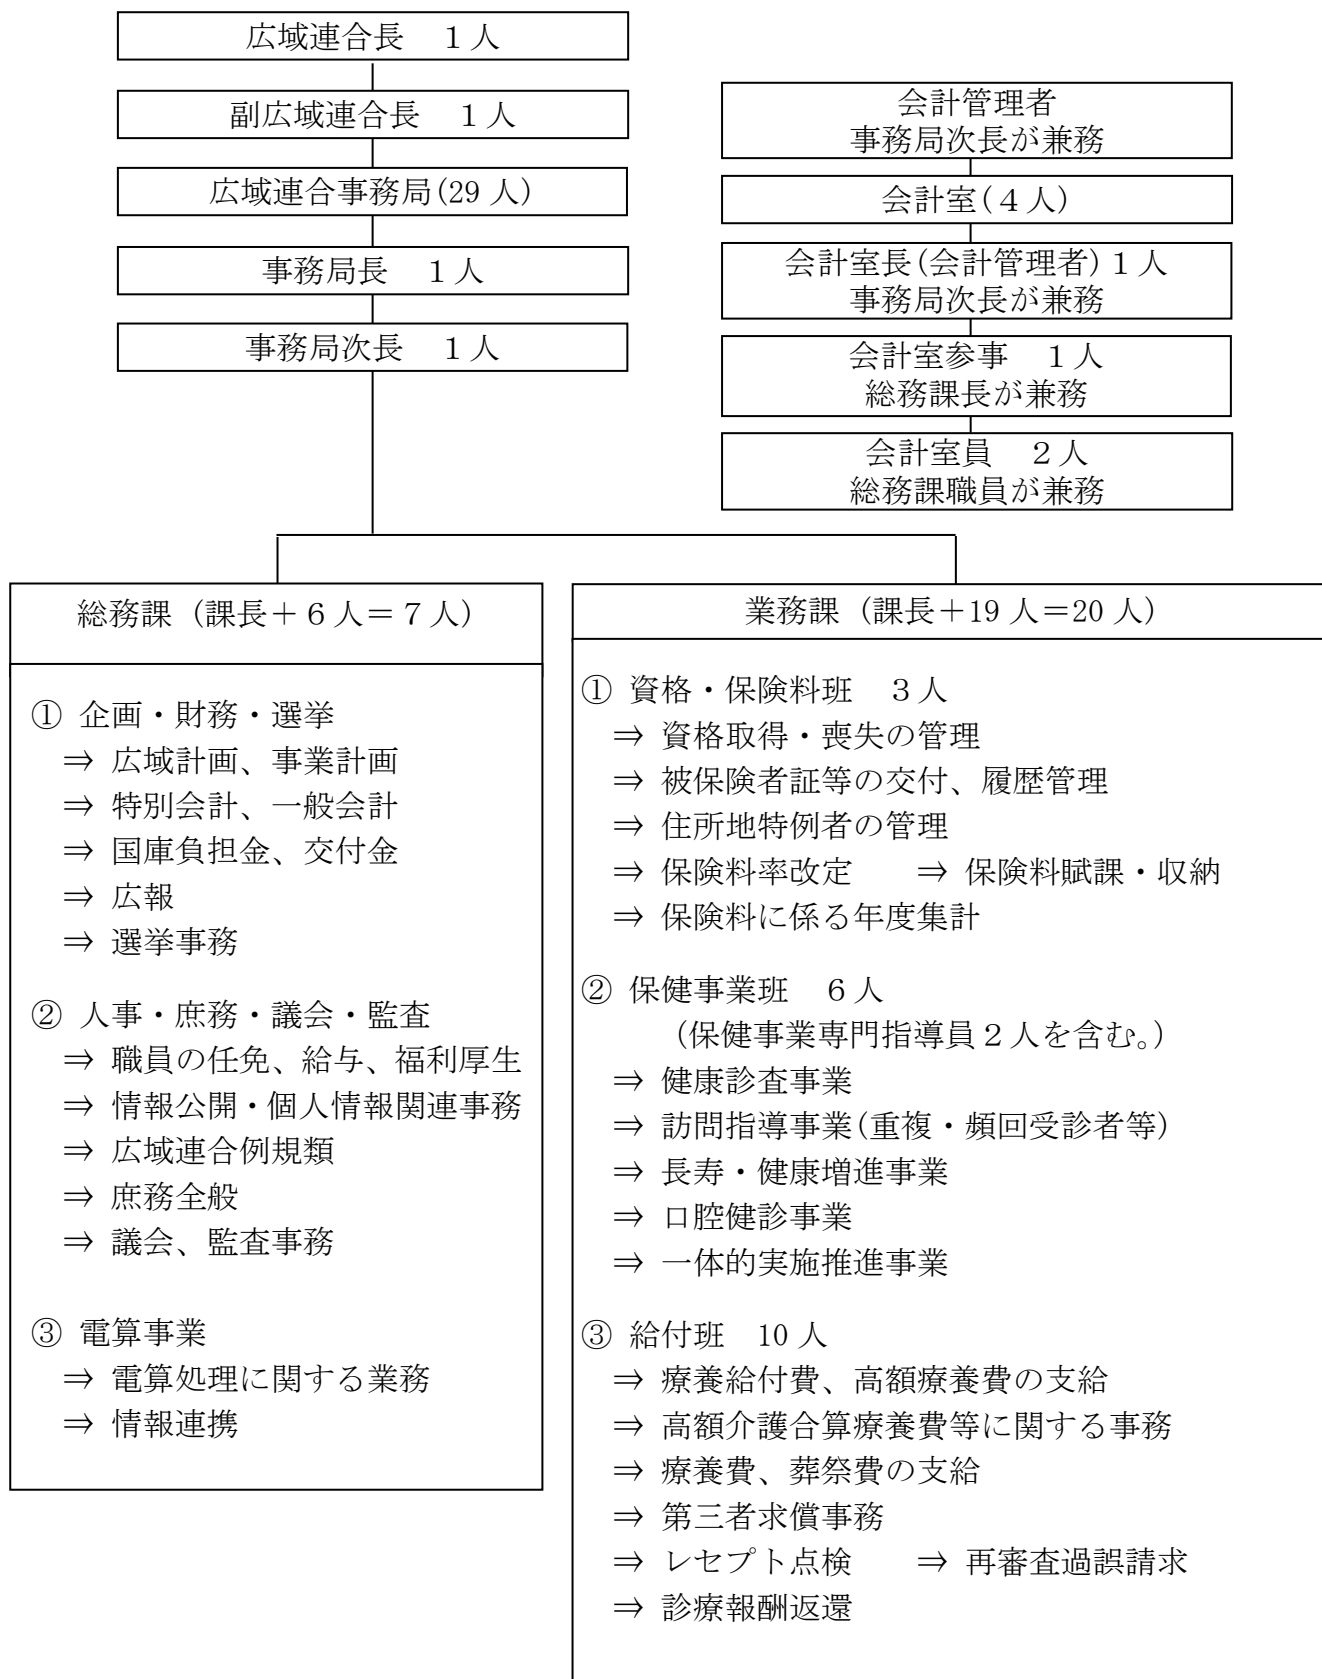 広域連合長　１人
副広域連合長　１人
広域連合事務局(29 人)
事務局長　１人
事務局次長　１人
会計管理者
事務局次長が兼務
会計室(４人)
会計室長(会計管理者)１人
事務局次長が兼務
会計室参事　１人
総務課長が兼務
会計室員　２人
総務課職員が兼務
総務課 (課長＋６人＝７人)
① 企画・財務・選挙
⇒ 広域計画、事業計画
⇒ 特別会計、一般会計
⇒ 国庫負担金、交付金
⇒ 広報
⇒ 選挙事務
② 人事・庶務・議会・監査
⇒ 職員の任免、給与、福利厚生
⇒ 情報公開・個人情報関連事務
⇒ 広域連合例規類
⇒ 庶務全般
⇒ 議会、監査事務
③ 電算事業
⇒ 電算処理に関する業務
⇒ 情報連携
業務課 (課長＋19 人＝20 人)
① 資格・保険料班　３人
⇒ 資格取得・喪失の管理
⇒ 被保険者証等の交付、履歴管理
⇒ 住所地特例者の管理
⇒ 保険料率改定　　⇒ 保険料賦課・収納
⇒ 保険料に係る年度集計
② 保健事業班　６人
（保健事業専門指導員２人を含む。）
⇒ 健康診査事業
⇒ 訪問指導事業(重複・頻回受診者等)
⇒ 長寿・健康増進事業
⇒ 口腔健診事業
⇒ 一体的実施推進事業
③ 給付班　10 人
⇒ 療養給付費、高額療養費の支給
⇒ 高額介護合算療養費等に関する事務
⇒ 療養費、葬祭費の支給
⇒ 第三者求償事務
⇒ レセプト点検　　⇒ 再審査過誤請求
⇒ 診療報酬返還